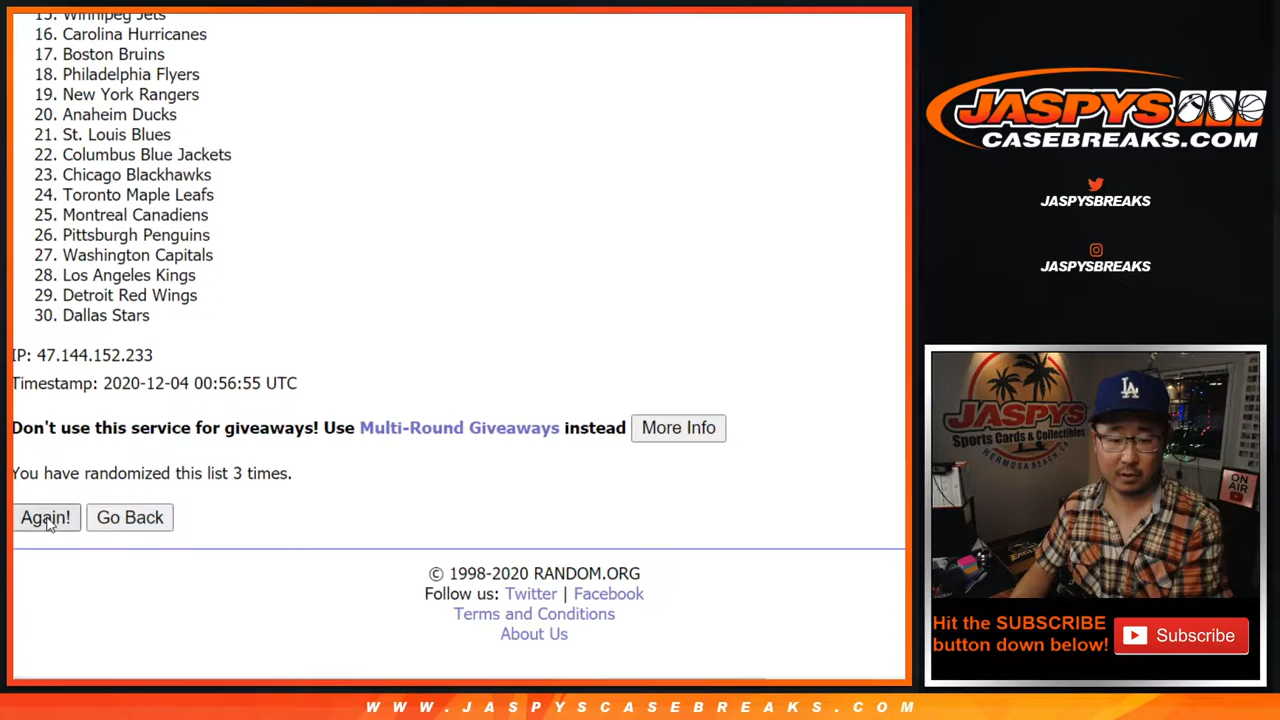 15. Winnipeg Jets
16. Carolina Hurricanes
17. Boston Bruins
18. Philadelphia Flyers
19. New York Rangers
20. Anaheim Ducks
21. St. Louis Blues
22. Columbus Blue Jackets
23. Chicago Blackhawks
24. Toronto Maple Leafs
25. Montreal Canadiens
26. Pittsburgh Penguins
27. Washington Capitals
28. Los Angeles Kings
29. Detroit Red Wings
30. Dallas Stars
IP: 47.144.152.233
Timestamp: 2020-12-04 00:56:55 UTC
Don't use this service for giveaways! Use Multi-Round Giveaways instead More Info
You have randomized this list 3 times.
Again! Go Back
© 1998-2020 RANDOM.ORG
Follow us: Twitter | Facebook
Terms and Conditions
About Us
JASPYS
CASEBREAKS.COM
JASPYSBREAKS
JASPYSBREAKS
JASPYS
Sports Cards & Collectibles
HERMOSA BEACH, CA
LA
ON AIR
Hit the SUBSCRIBE
button down below!
Subscribe
WWW.JASPYSCASEBREAKS.COM